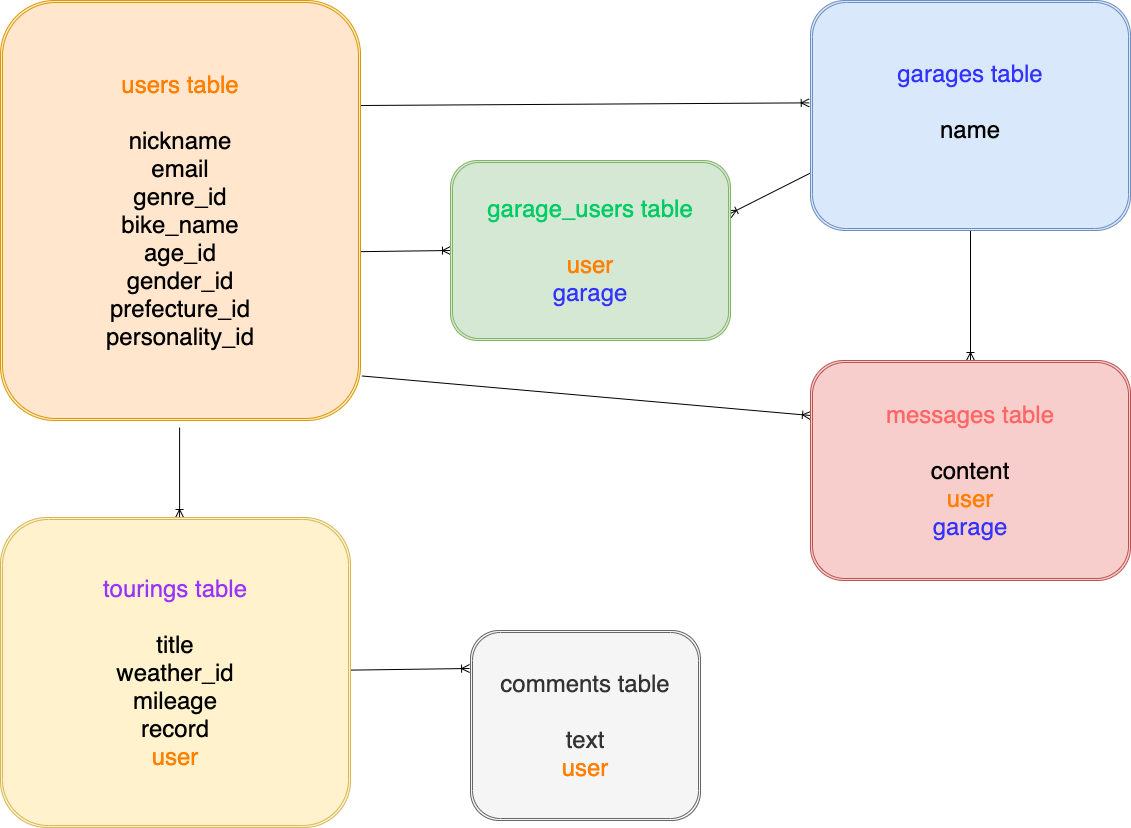 users table
nickname
email
genre_id
bike_name
age_id
gender_id
prefecture_id
personality_id
garages table
name
garage_users table
user
garage
messages table
content
user
garage
tourings table
title
weather_id
mileage
record
user
comments table
text
user